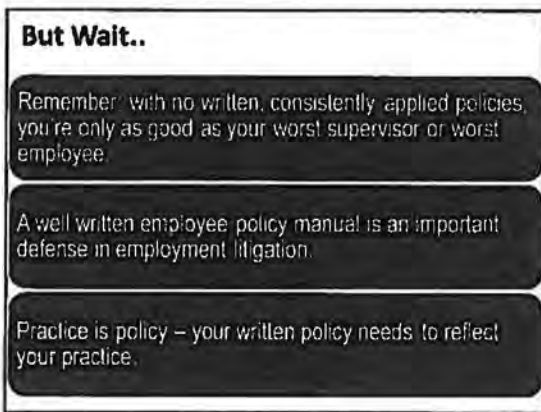 But Wait..
Remember with no written, consistently applied policies,
you're only as good as your worst supervisor or worst
employee.
A well written employee policy manual is an important
defense in employment litigation.
Practice is policy – your written policy needs to reflect
your practice.